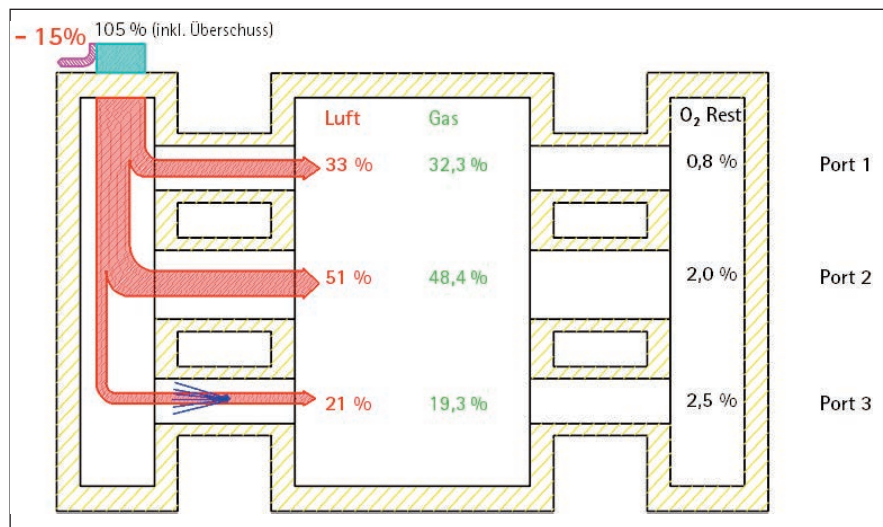 - 15%
105 % (inkl. Überschuss)
Luft Gas O₂ Rest
33 % 32,3 % 0,8 % Port 1
51 % 48,4 % 2,0 % Port 2
21 % 19,3 % 2,5 % Port 3